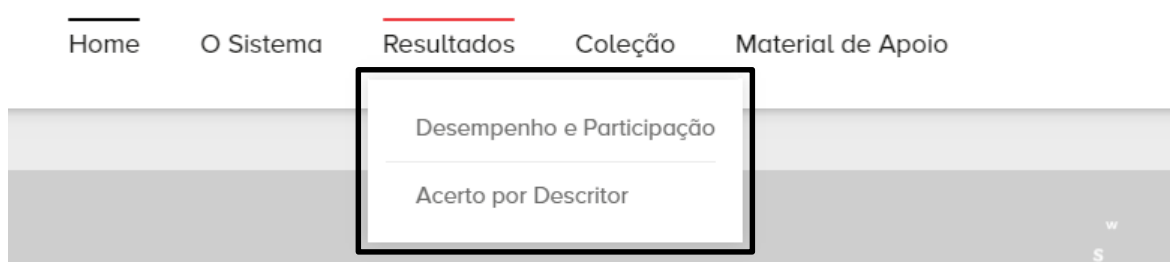 Home O Sistema Resultados Coleção Material de Apoio
Desempenho e Participação
Acerto por Descritor
w
S